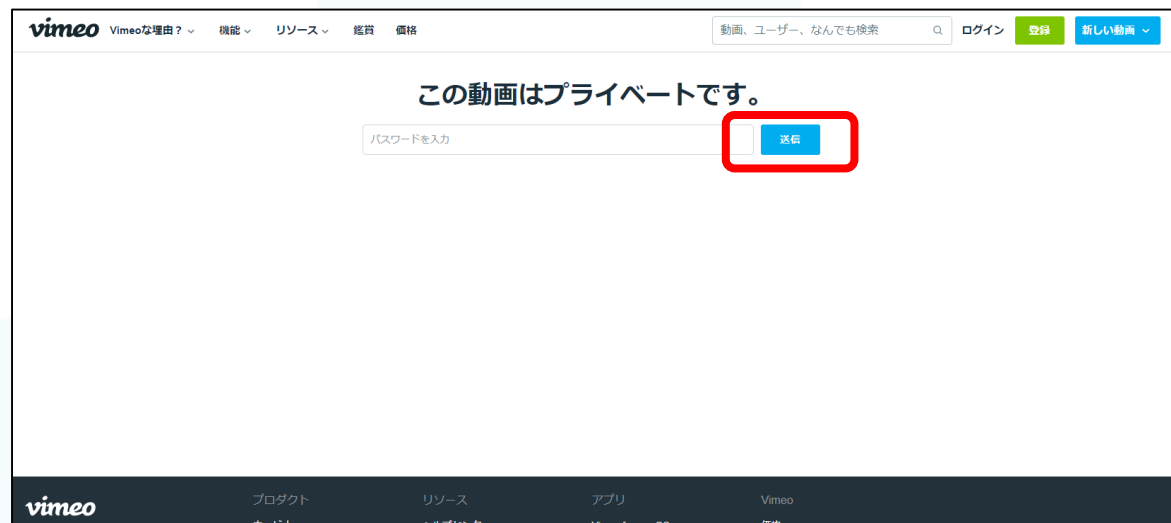 vimeo Vimeoな理由？ 機能 リソース 鑑賞 価格 動画、ユーザー、なんでも検索 ログイン 登録 新しい動画
この動画はプライベートです。
パスワードを入力 送信
vimeo プロダクト リソース アプリ Vimeo